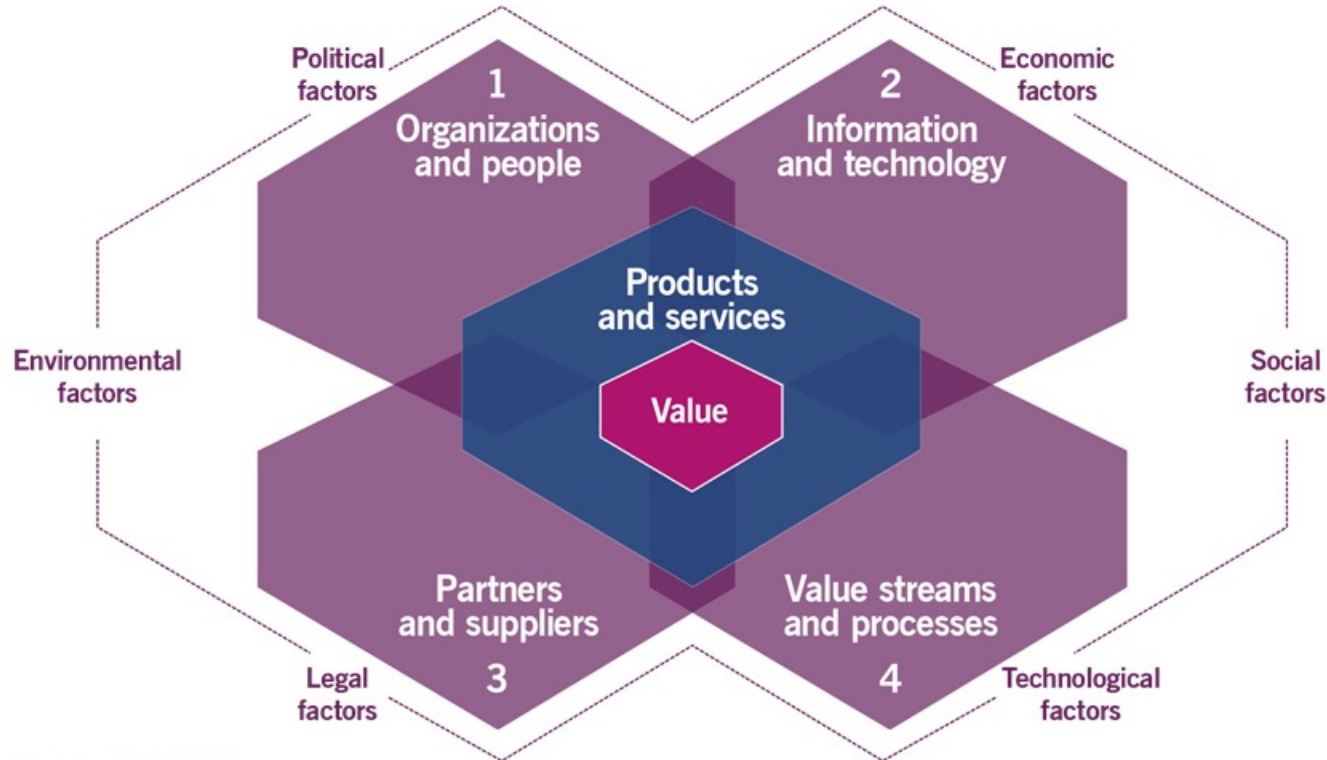 Political
factors
Economic
factors
1
Organizations
and people
2
Information
and technology
Products
and services
Environmental
factors
Value
Social
factors
Partners
and suppliers
3
Value streams
and processes
4
Legal
factors
Technological
factors